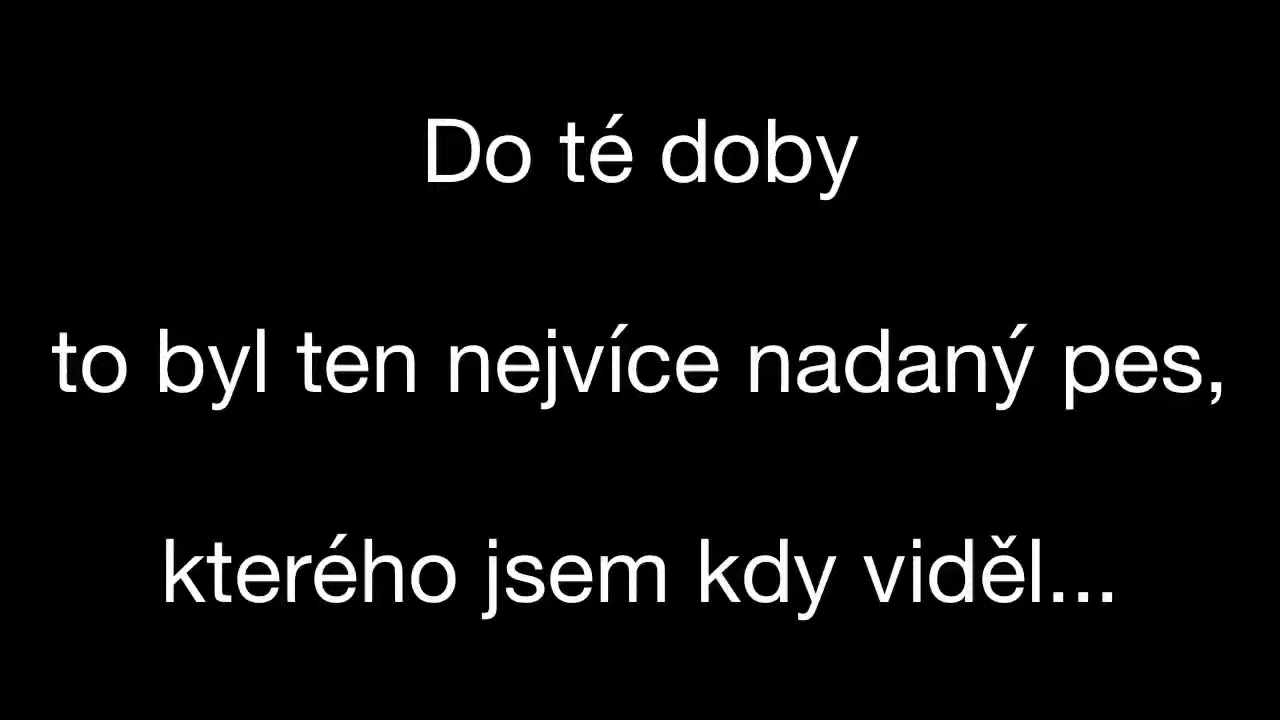 Do té doby
to byl ten nejvíce nadaný pes,
kterého jsem kdy viděl...